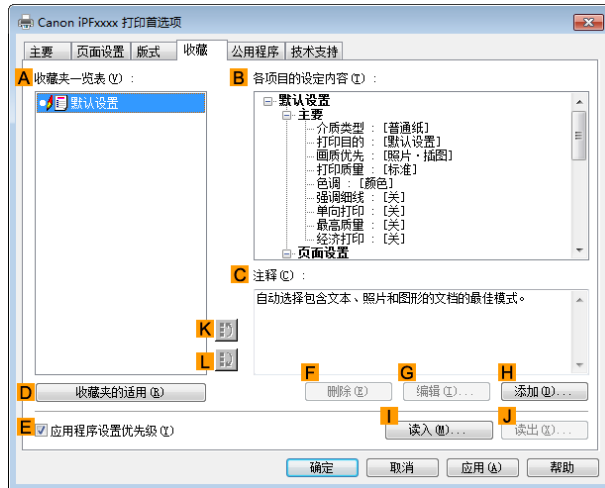 Canon iPFxxxx 打印首选项
主要 页面设置 版式 收藏 公用程序 技术支持
A 收藏夹一览表(V) :
默认设置
B 各项目的设定内容(T) :
默认设置
主要
介质类型 : [普通纸]
打印目的 : [默认设置]
画质优先 : [照片・插图]
打印质量 : [标准]
色调 : [颜色]
强调细线 : [关]
单向打印 : [关]
最高质量 : [关]
经济打印 : [关]
页面设置
C 注释(C) :
自动选择包含文本、照片和图形的文档的最佳模式。
K
L
F G H
D 收藏夹的适用(R) 删除(E) 编辑(I)... 添加(D)...
I J
E 应用程序设置优先级(Y) 读入(M)... 读出(X)...
确定 取消 应用(A) 帮助